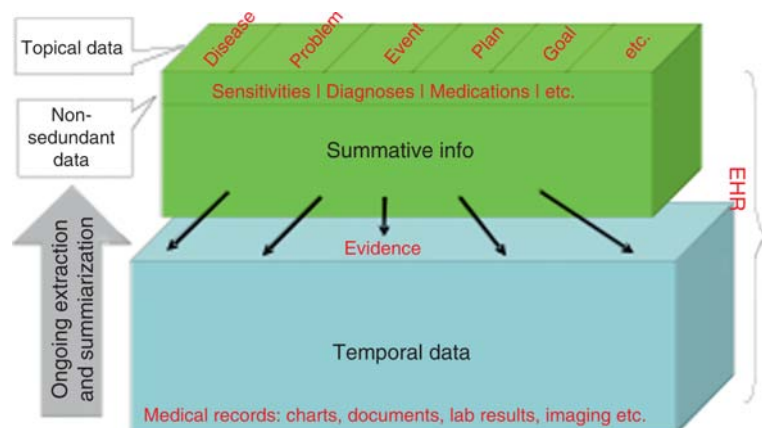 Topical data
Disease
Problem
Event
Plan
Goal
etc.
Non-
sedundant
data
Sensitivities | Diagnoses | Medications | etc.
Summative info
EHR
Evidence
Ongoing extraction
and summiarization
Temporal data
Medical records: charts, documents, lab results, imaging etc.